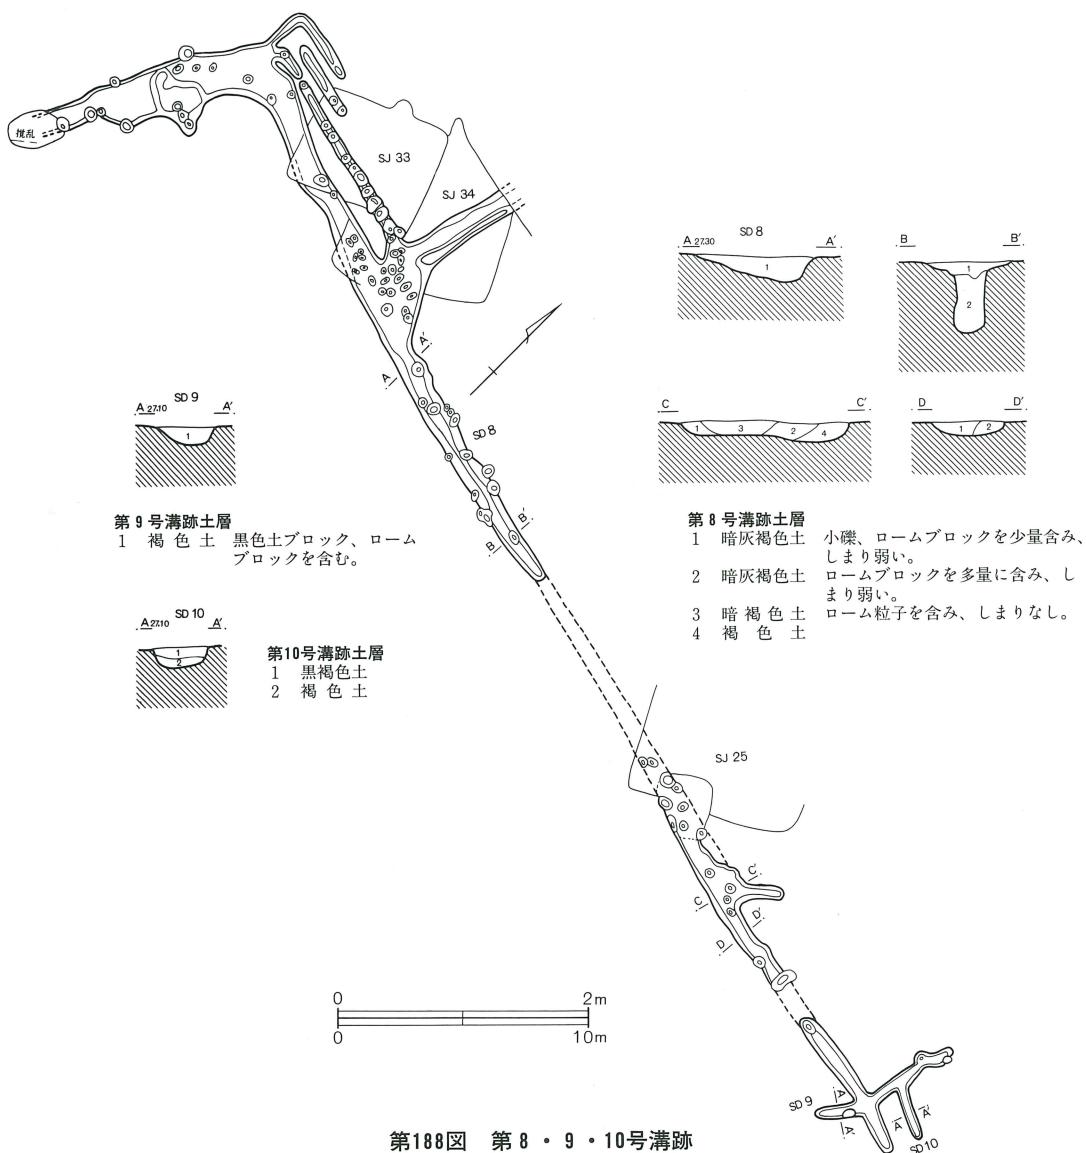 攪乱
SJ 33
SJ 34
A 27.30 SD 8 A'
1
B B'
1
2
C C'
1 3 2 4
D D'
1 2
A'
A
SD 8
B'
B
SD 9
A 27.10 A'
1
第9号溝跡土層
1 褐色土 黒色土ブロック、ローム
ブロックを含む。
第8号溝跡土層
1 暗灰褐色土 小礫、ロームブロックを少量含み、
しまり弱い。
2 暗灰褐色土 ロームブロックを多量に含み、し
まり弱い。
3 暗褐色土 ローム粒子を含み、しまりなし。
4 褐色土
SD 10
A 27.10 A'
1
2
第10号溝跡土層
1 黒褐色土
2 褐色土
SJ 25
C'
C
D'
D
0 2m
0 10m
SD 9
A
A'
A
A'
SD 10
第188図 第8・9・10号溝跡